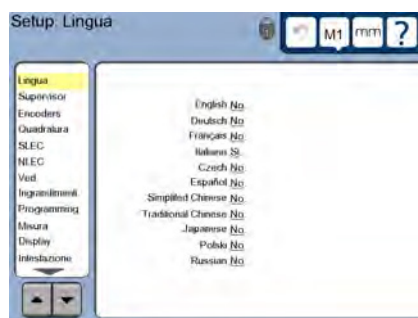 Setup: Lingua
M1 mm ?
Lingua
Supervisor
Encoders
Quadratura
SLEC
NLEC
Ved.
Ingrandimenti
Programming
Misura
Display
Intestazione
English No
Deutsch No
Français No
Italiano Sì
Czech No
Español No
Simplified Chinese No
Traditional Chinese No
Japanese No
Polski No
Russian No